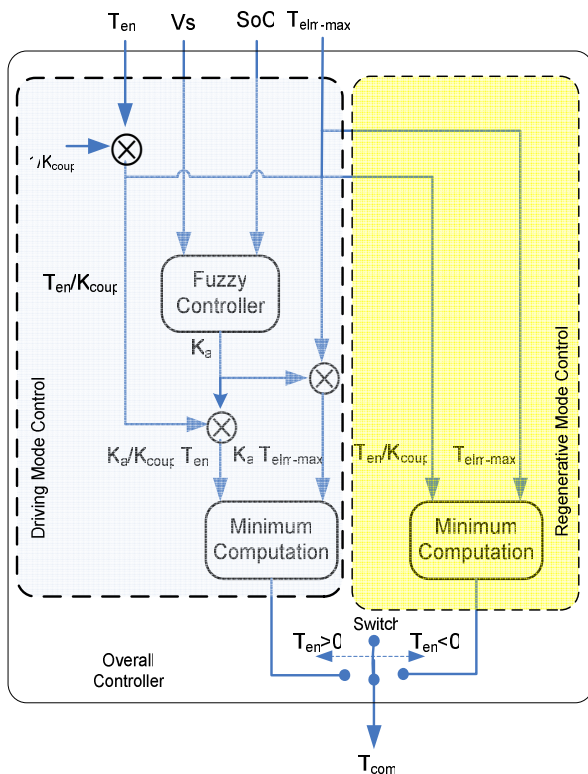 Ten Vs SoC Telm-max
1/Kcoup
Ten/Kcoup
Fuzzy
Controller
Ka
Ka/Kcoup Ten Ka Telm-max
Ten/Kcoup Telm-max
Minimum
Computation
Minimum
Computation
Driving Mode Control
Regenerative Mode Control
Switch
Ten>0 Ten<0
Overall
Controller
Tcom